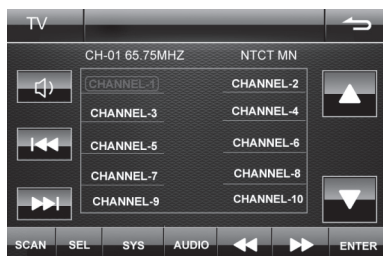 TV
CH-01 65.75MHZ NTCT MN
CHANNEL-1 CHANNEL-2
CHANNEL-3 CHANNEL-4
CHANNEL-5 CHANNEL-6
CHANNEL-7 CHANNEL-8
CHANNEL-9 CHANNEL-10
SCAN SEL SYS AUDIO ENTER